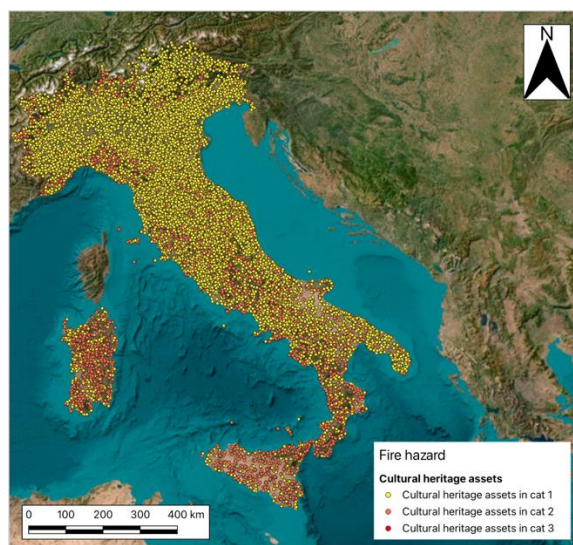 N
Fire hazard
Cultural heritage assets
Cultural heritage assets in cat 1
Cultural heritage assets in cat 2
Cultural heritage assets in cat 3
0 100 200 300 400 km